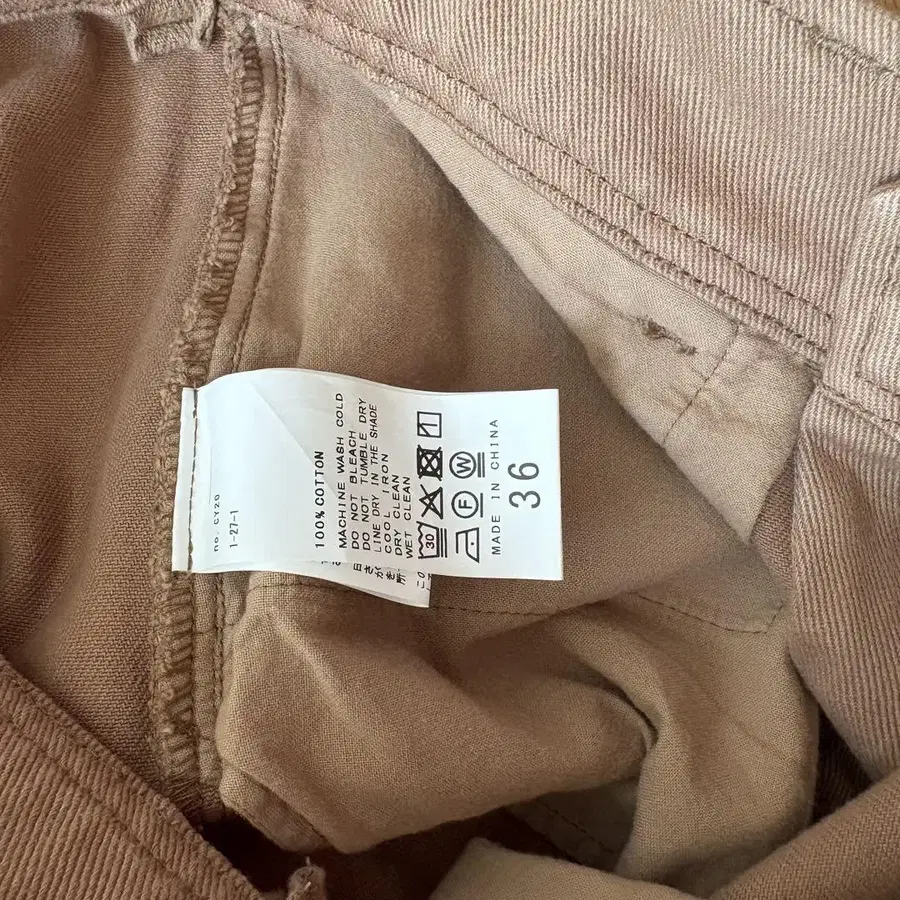 no. CY20
1-27-1
100% COTTON
MACHINE WASH COLD
DO NOT BLEACH
DO NOT TUMBLE DRY
LINE DRY IN THE SHADE
COOL IRON
DRY CLEAN
WET CLEAN
30
F W
MADE IN CHINA
36